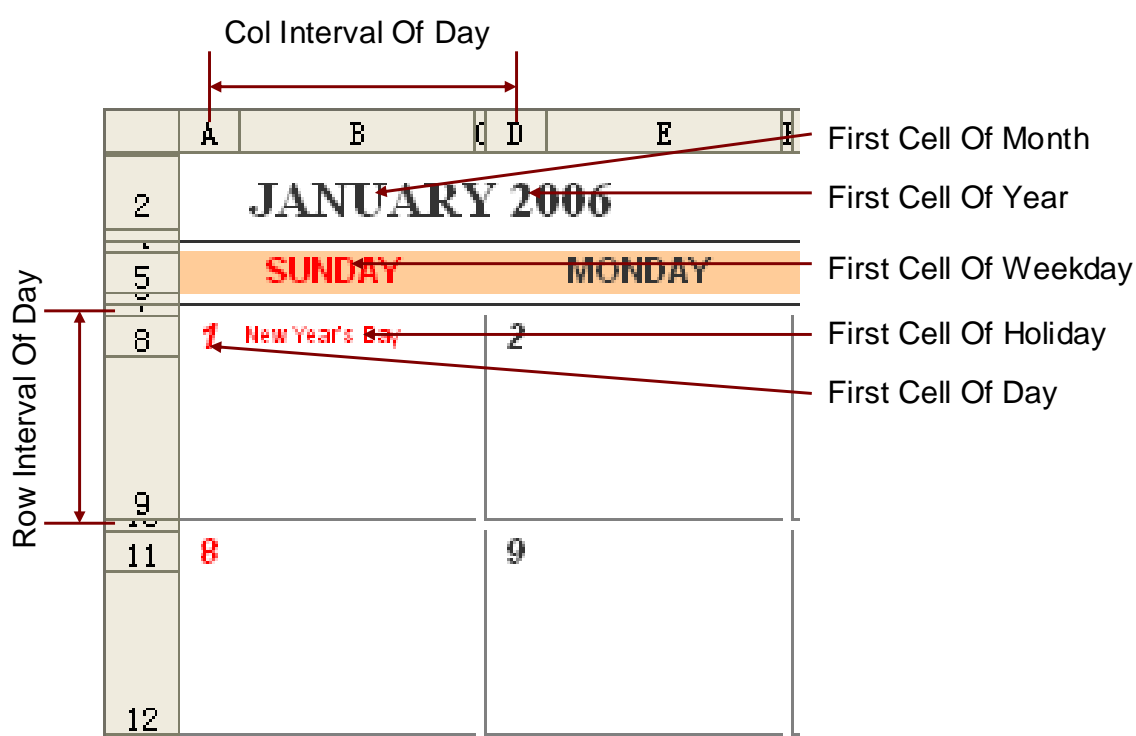 Col Interval Of Day
A B C D E
First Cell Of Month
2 JANUARY 2006 First Cell Of Year
5 SUNDAY MONDAY First Cell Of Weekday
Row Interval Of Day
8 1 New Year's Day 2 First Cell Of Holiday
First Cell Of Day
9
10
11 8 9
12